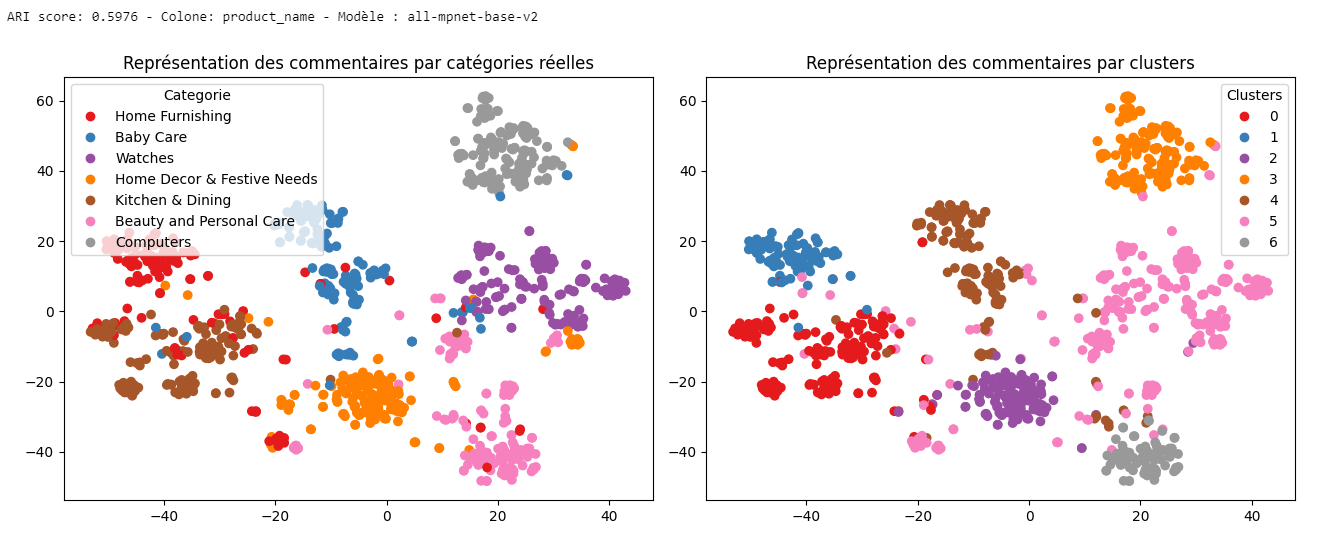 ARI score: 0.5976 - Colone: product_name - Modèle : all-mpnet-base-v2
Représentation des commentaires par catégories réelles
Categorie
Home Furnishing
Baby Care
Watches
Home Decor & Festive Needs
Kitchen & Dining
Beauty and Personal Care
Computers
60
40
20
0
−20
−40
−40
−20
0
20
40
Représentation des commentaires par clusters
Clusters
0
1
2
3
4
5
6
60
40
20
0
−20
−40
−40
−20
0
20
40